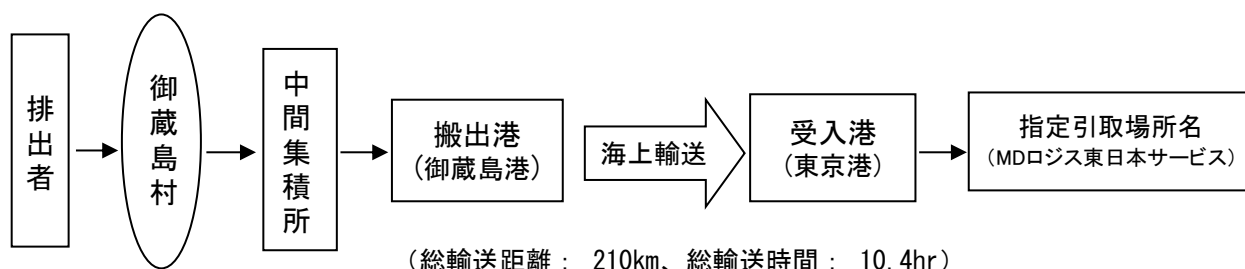 排出者
御蔵島村
中間集積所
搬出港
（御蔵島港）
海上輸送
受入港
（東京港）
指定引取場所名
（MDロジス東日本サービス）
（総輸送距離： 210km、総輸送時間： 10.4hr）